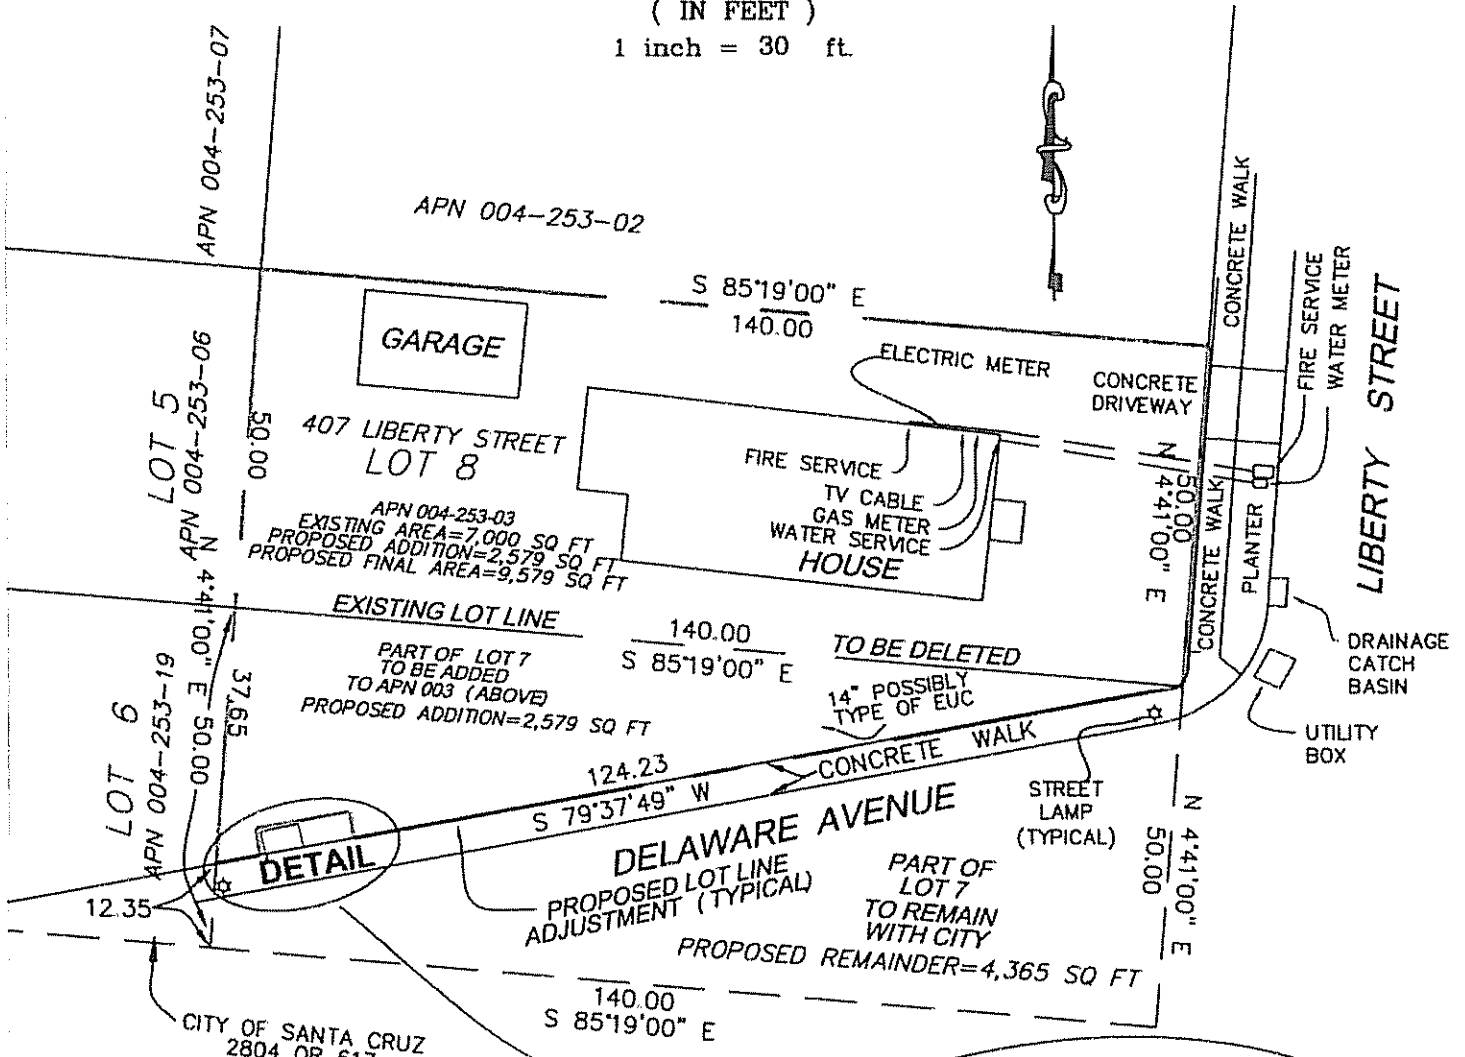 ( IN FEET )
1 inch = 30 ft.
APN 004-253-07
APN 004-253-02
S 85°19'00" E
140.00
GARAGE
ELECTRIC METER
CONCRETE
DRIVEWAY
CONCRETE WALK
FIRE SERVICE
WATER METER
LIBERTY STREET
LOT 5
APN 004-253-06
50.00
N 4°41'00" E 50.00
407 LIBERTY STREET
LOT 8
APN 004-253-03
EXISTING AREA=7,000 SQ FT
PROPOSED ADDITION=2,579 SQ FT
PROPOSED FINAL AREA=9,579 SQ FT
FIRE SERVICE
TV CABLE
GAS METER
WATER SERVICE
HOUSE
50.00
N 4°41'00" E
CONCRETE WALK
PLANTER
EXISTING LOT LINE
140.00
S 85°19'00" E
TO BE DELETED
DRAINAGE
CATCH
BASIN
UTILITY
BOX
LOT 6
APN 004-253-19
37.65
PART OF LOT 7
TO BE ADDED
TO APN 003 (ABOVE)
PROPOSED ADDITION=2,579 SQ FT
14" POSSIBLY
TYPE OF EUC
124.23
S 79°37'49" W
CONCRETE WALK
STREET
LAMP
(TYPICAL)
N 4°41'00" E
50.00
DETAIL
DELAWARE AVENUE
12.35
PROPOSED LOT LINE
ADJUSTMENT (TYPICAL)
PART OF
LOT 7
TO REMAIN
WITH CITY
PROPOSED REMAINDER=4,365 SQ FT
140.00
S 85°19'00" E
CITY OF SANTA CRUZ
2804 OR 617